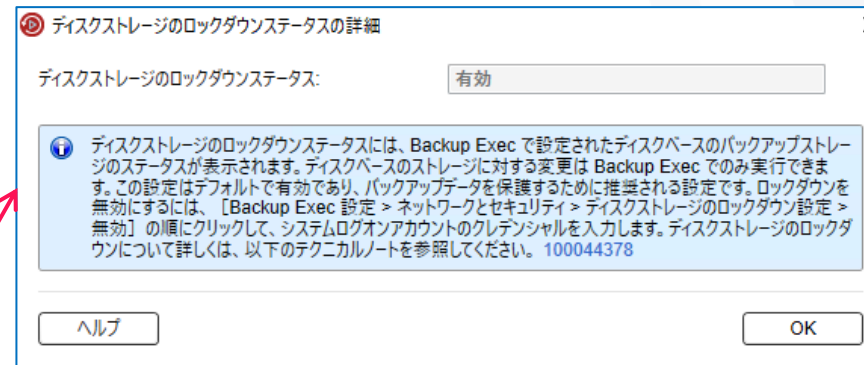 ディスクストレージのロックダウンステータスの詳細
ディスクストレージのロックダウンステータス:
有効
ディスクストレージのロックダウンステータスには、Backup Exec で設定されたディスクベースのバックアップストレー
ジのステータスが表示されます。ディスクベースのストレージに対する変更は Backup Exec でのみ実行できま
す。この設定はデフォルトで有効であり、バックアップデータを保護するために推奨される設定です。ロックダウンを
無効にするには、［Backup Exec 設定 > ネットワークとセキュリティ > ディスクストレージのロックダウン設定 >
無効］の順にクリックして、システムログオンアカウントのクレデンシャルを入力します。ディスクストレージのロックダ
ウンについて詳しくは、以下のテクニカルノートを参照してください。100044378
ヘルプ
OK